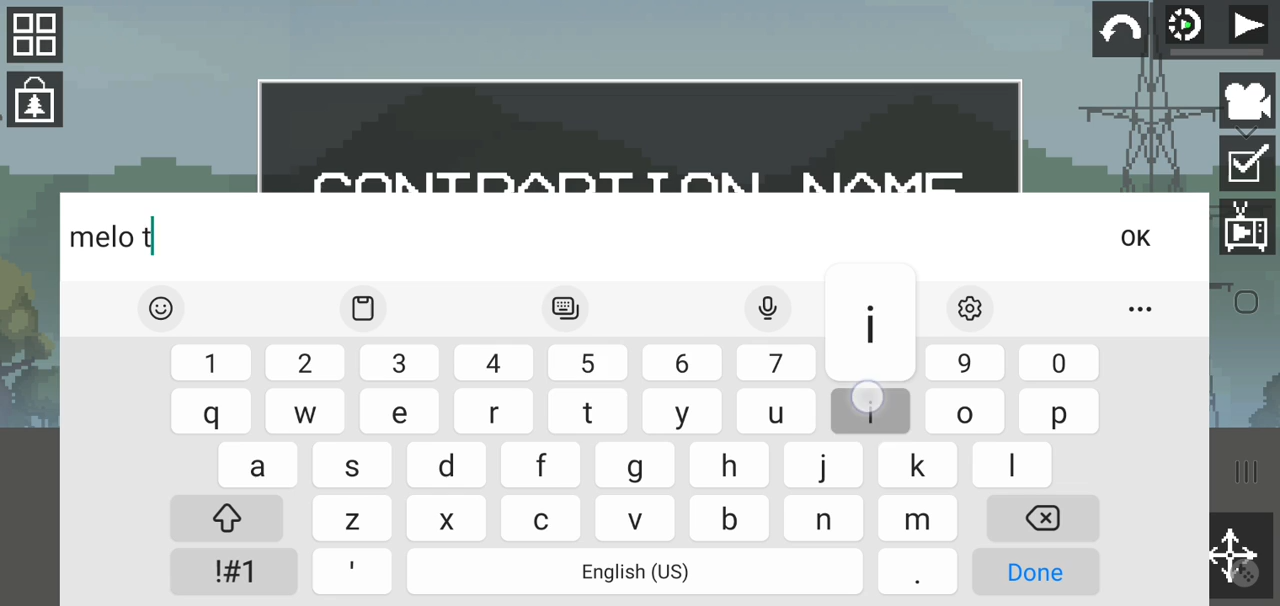 CONTRAPTION NAME
melo t
OK
i
1 2 3 4 5 6 7 9 0
q w e r t y u i o p
a s d f g h j k l
z x c v b n m
!#1 ' English (US) . Done